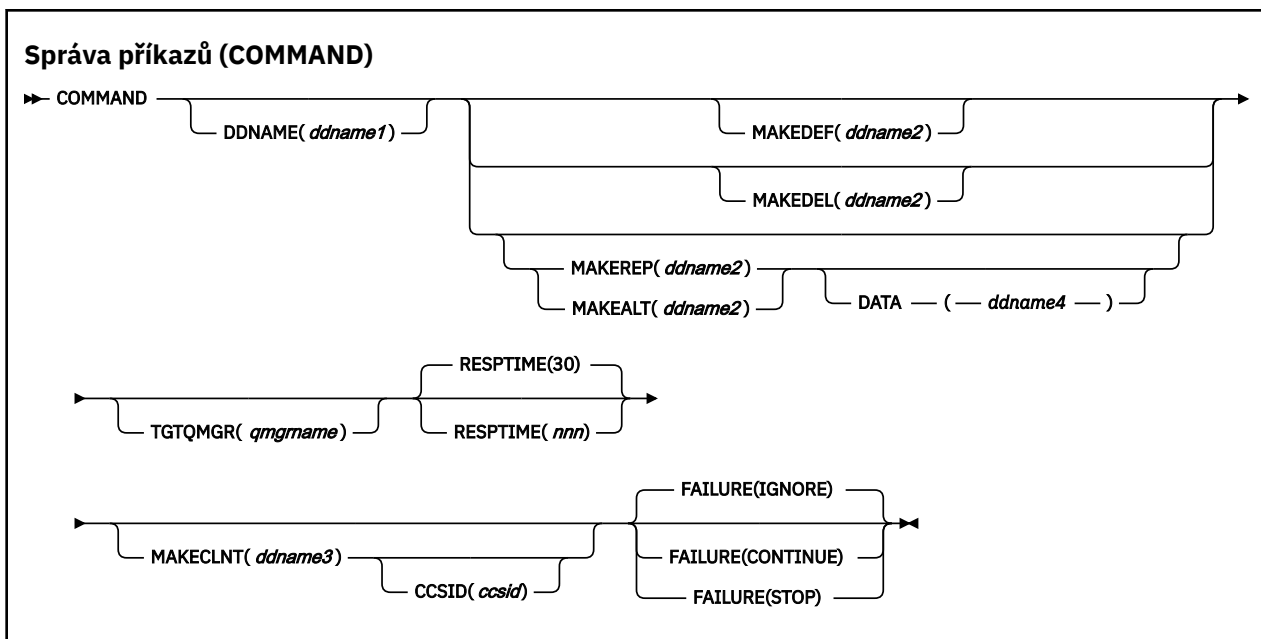 Správa příkazů (COMMAND)
COMMAND
DDNAME( ddname1 )
MAKEDEF( ddname2 )
MAKEDEL( ddname2 )
MAKEREP( ddname2 )
MAKEALT( ddname2 )
DATA ( ddname4 )
TGTQMGR( qmgrname )
RESPTIME(30)
RESPTIME( nnn)
MAKECLNT( ddname3 )
CCSID( ccsid )
FAILURE(IGNORE)
FAILURE(CONTINUE)
FAILURE(STOP)